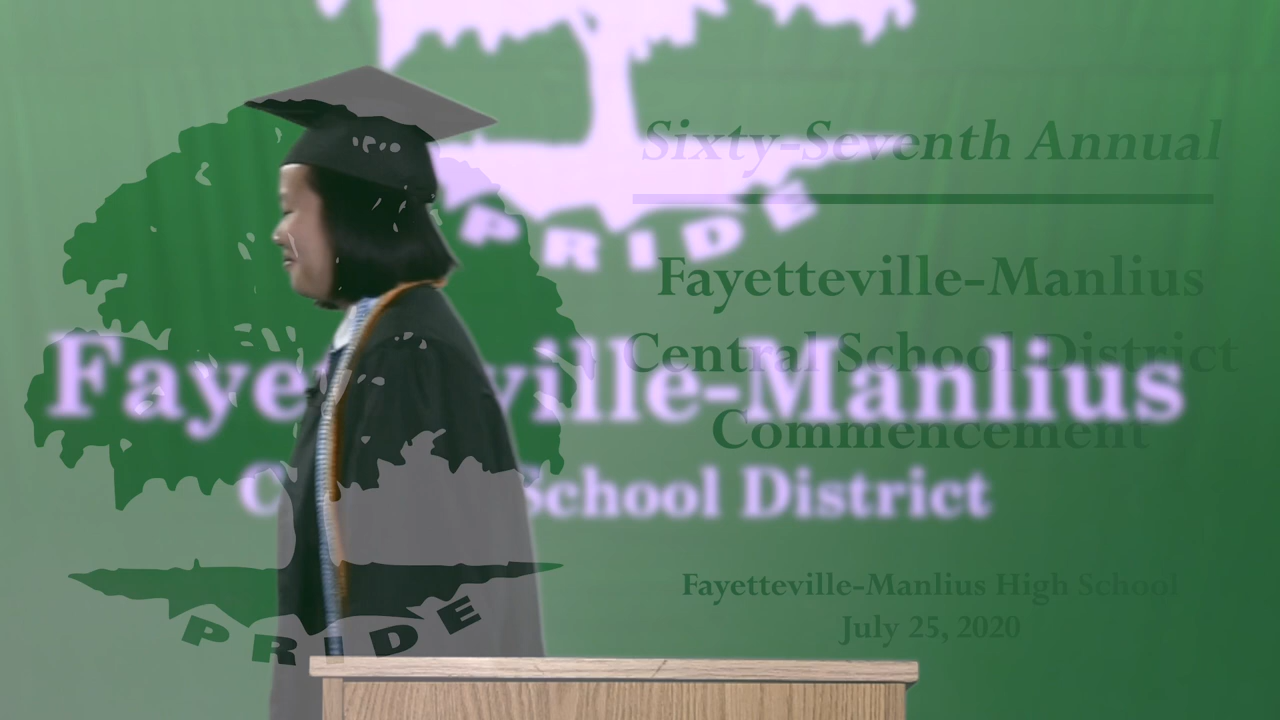 PRIDE
Sixty-Seventh Annual
Fayetteville-Manlius
Central School District
Commencement
Fayetteville-Manlius High School
July 25, 2020
PRIDE
ville-Manlius
School District